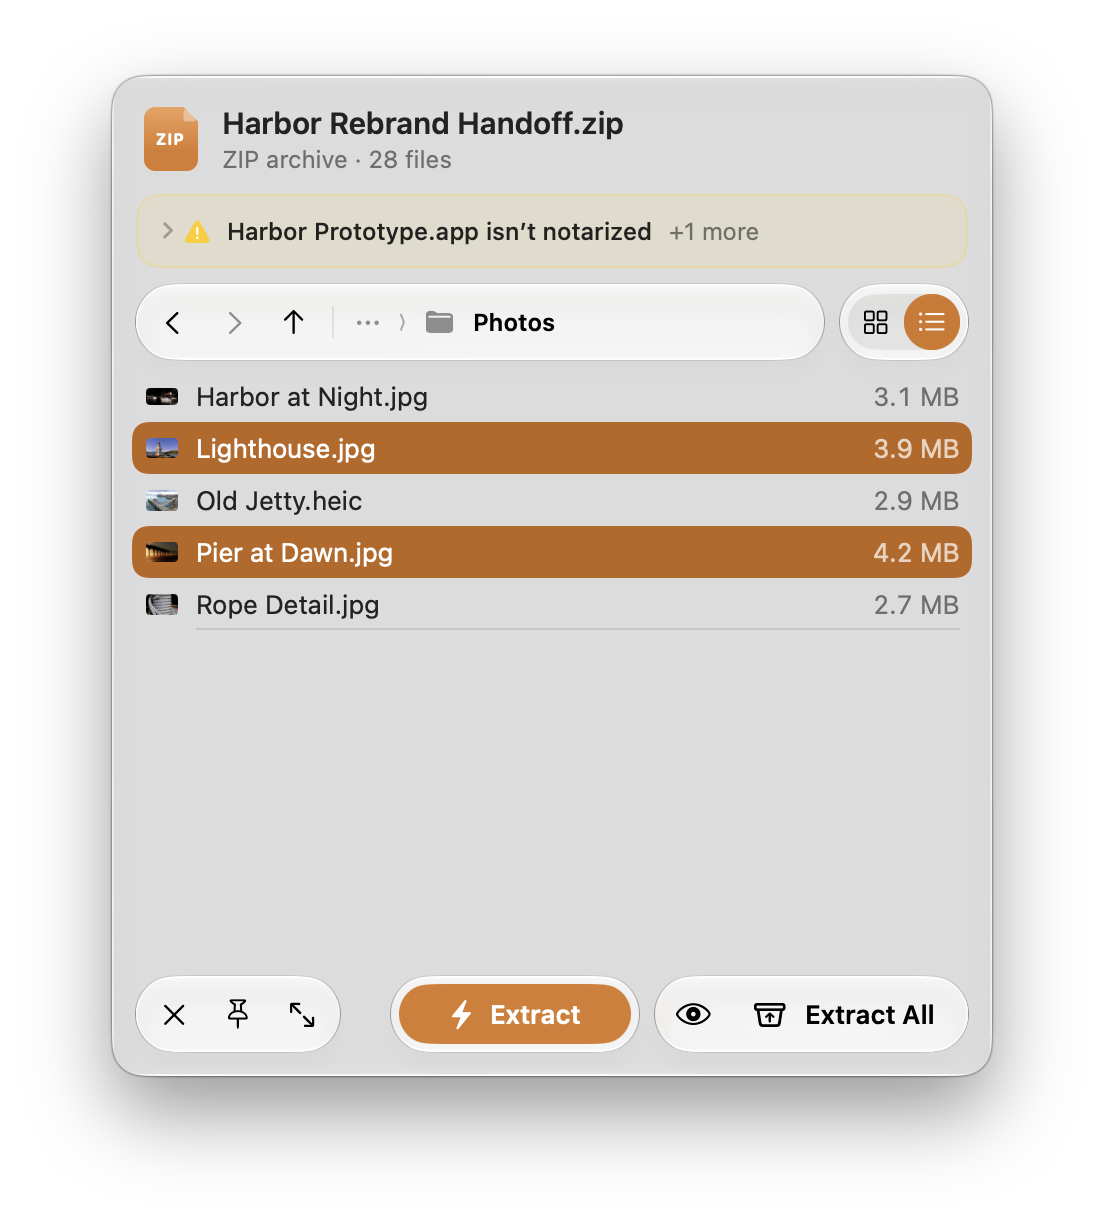 ZIP
Harbor Rebrand Handoff.zip
ZIP archive · 28 files
Harbor Prototype.app isn’t notarized +1 more
··· › Photos
Harbor at Night.jpg 3.1 MB
Lighthouse.jpg 3.9 MB
Old Jetty.heic 2.9 MB
Pier at Dawn.jpg 4.2 MB
Rope Detail.jpg 2.7 MB
Extract Extract All